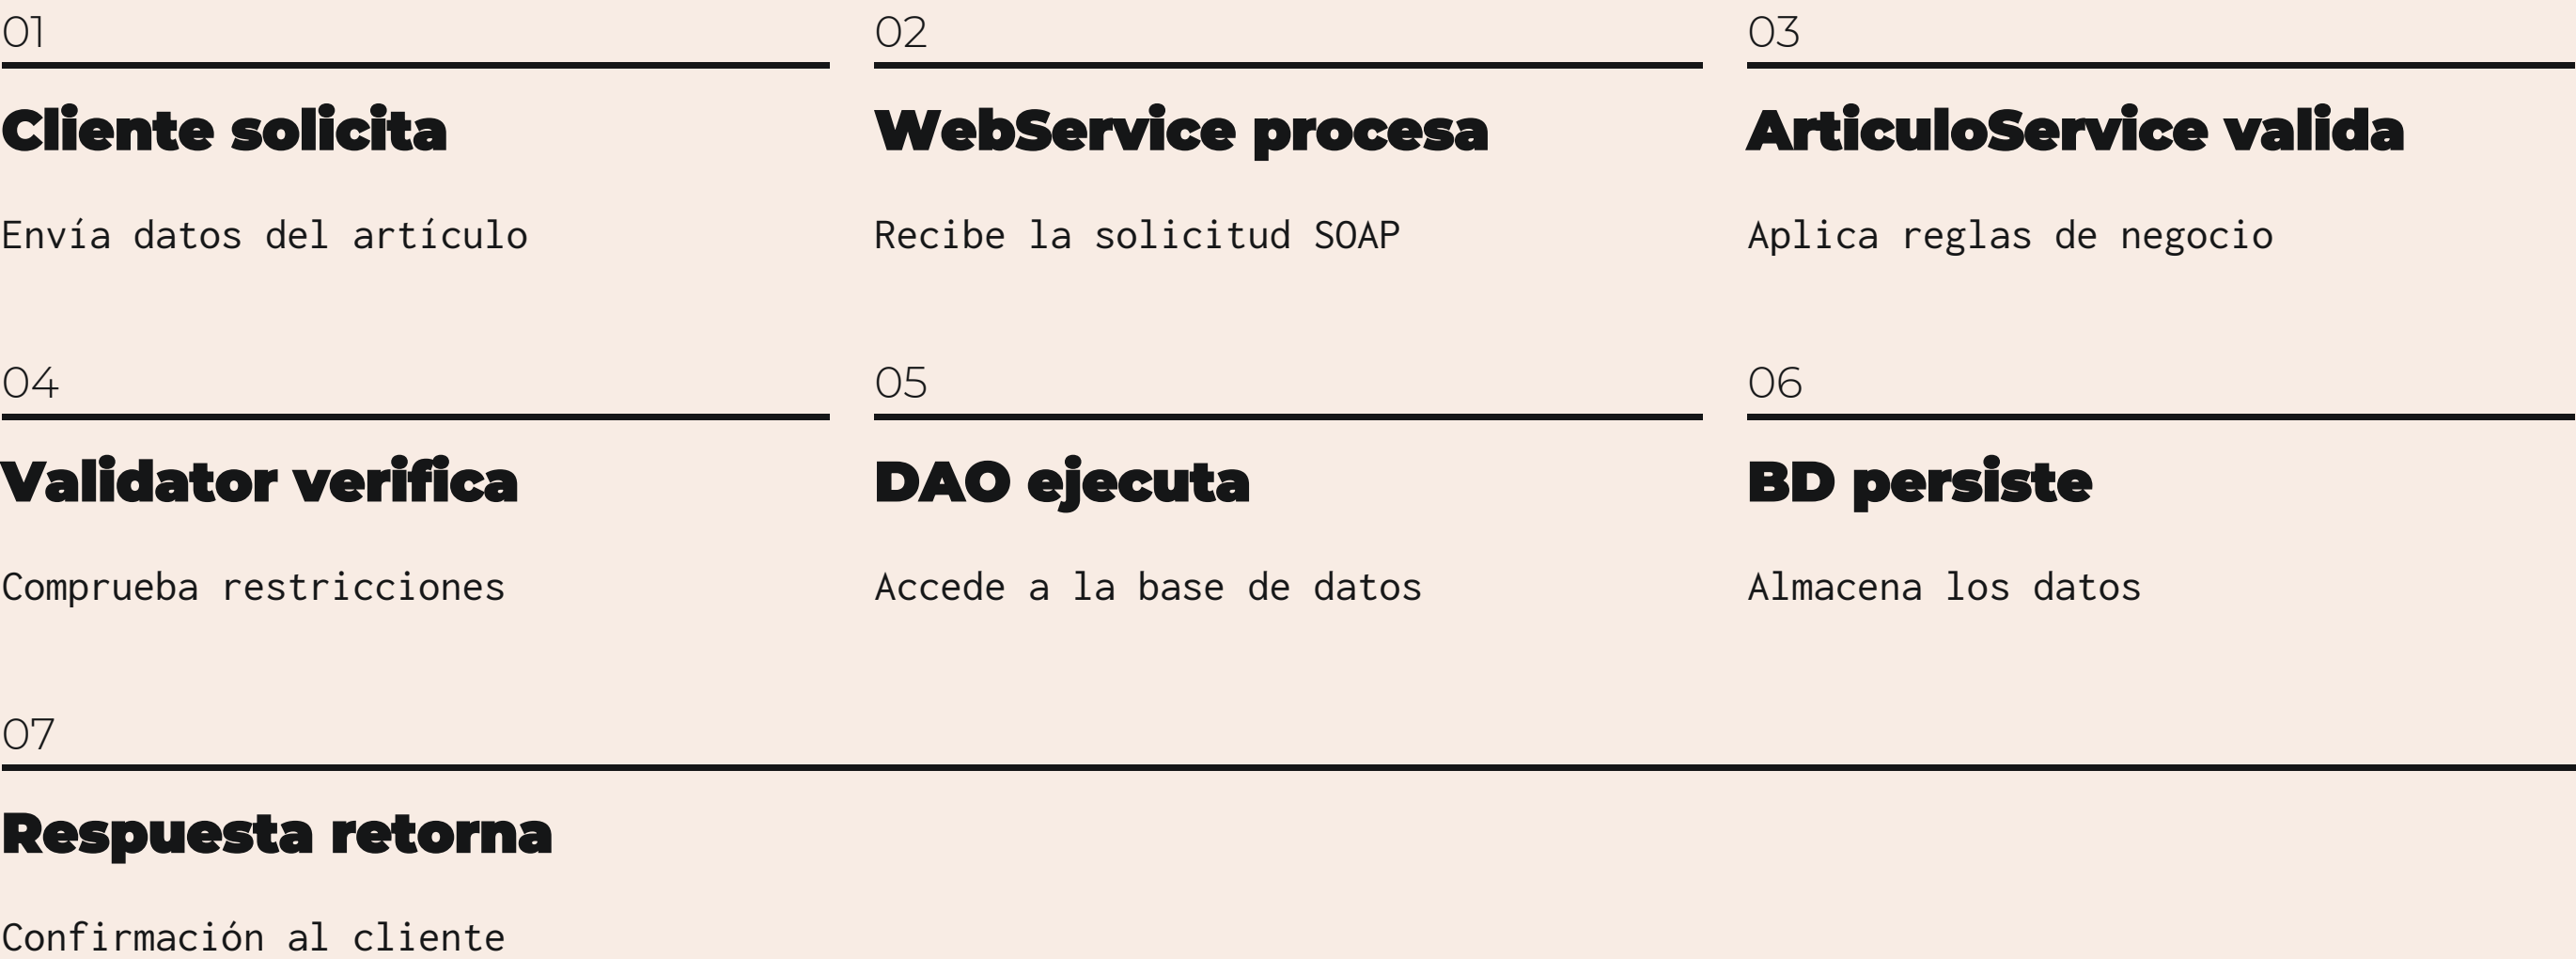 01
Cliente solicita
Envía datos del artículo
02
WebService procesa
Recibe la solicitud SOAP
03
ArticuloService valida
Aplica reglas de negocio
04
Validator verifica
Comprueba restricciones
05
DAO ejecuta
Accede a la base de datos
06
BD persiste
Almacena los datos
07
Respuesta retorna
Confirmación al cliente